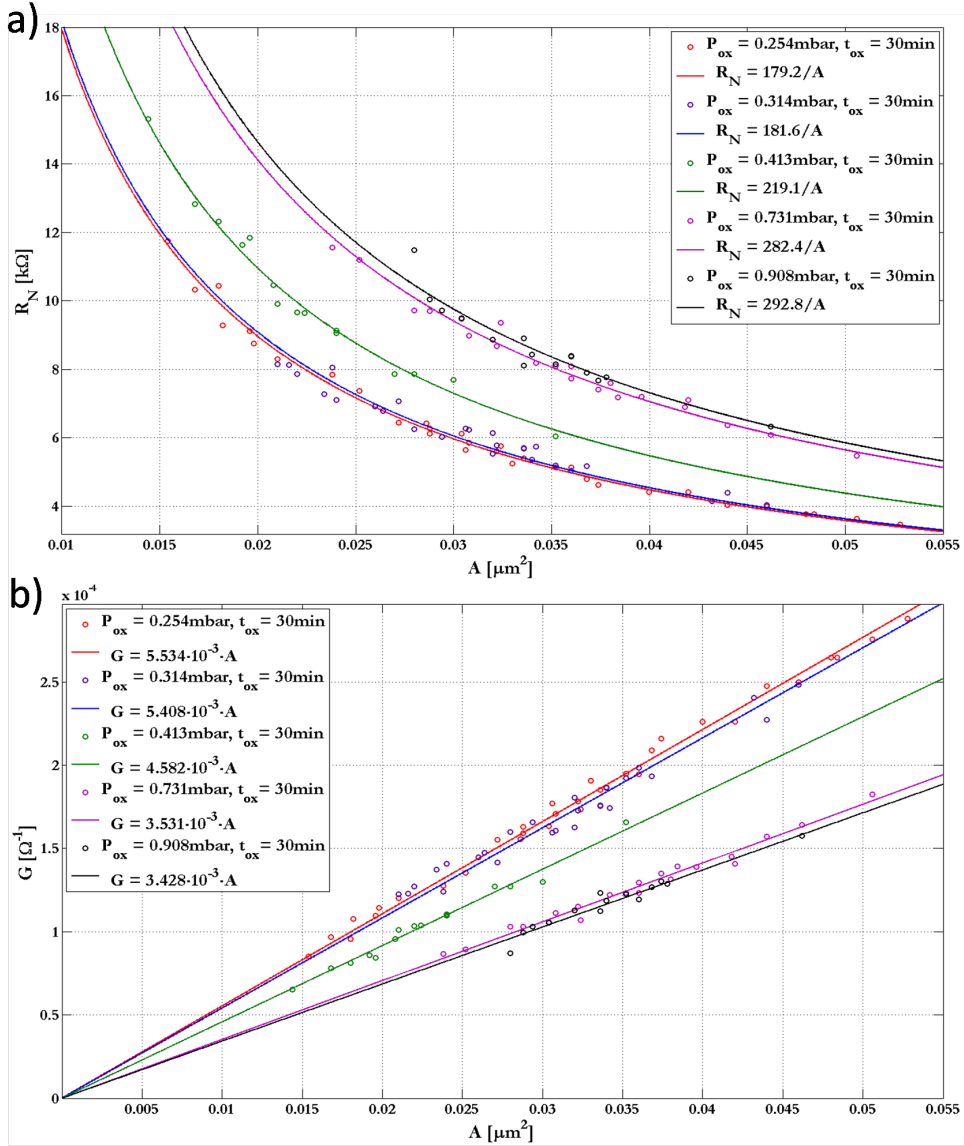 a)
18
16
14
12
10
8
6
4
R_N [kΩ]
P_ox = 0.254mbar, t_ox = 30min
R_N = 179.2/A
P_ox = 0.314mbar, t_ox = 30min
R_N = 181.6/A
P_ox = 0.413mbar, t_ox = 30min
R_N = 219.1/A
P_ox = 0.731mbar, t_ox = 30min
R_N = 282.4/A
P_ox = 0.908mbar, t_ox = 30min
R_N = 292.8/A
0.01 0.015 0.02 0.025 0.03 0.035 0.04 0.045 0.05 0.055
A [μm²]
b)
x 10⁻⁴
2.5
2
1.5
1
0.5
0
G [Ω⁻¹]
P_ox = 0.254mbar, t_ox = 30min
G = 5.534·10⁻³·A
P_ox = 0.314mbar, t_ox = 30min
G = 5.408·10⁻³·A
P_ox = 0.413mbar, t_ox = 30min
G = 4.582·10⁻³·A
P_ox = 0.731mbar, t_ox = 30min
G = 3.531·10⁻³·A
P_ox = 0.908mbar, t_ox = 30min
G = 3.428·10⁻³·A
0.005 0.01 0.015 0.02 0.025 0.03 0.035 0.04 0.045 0.05 0.055
A [μm²]